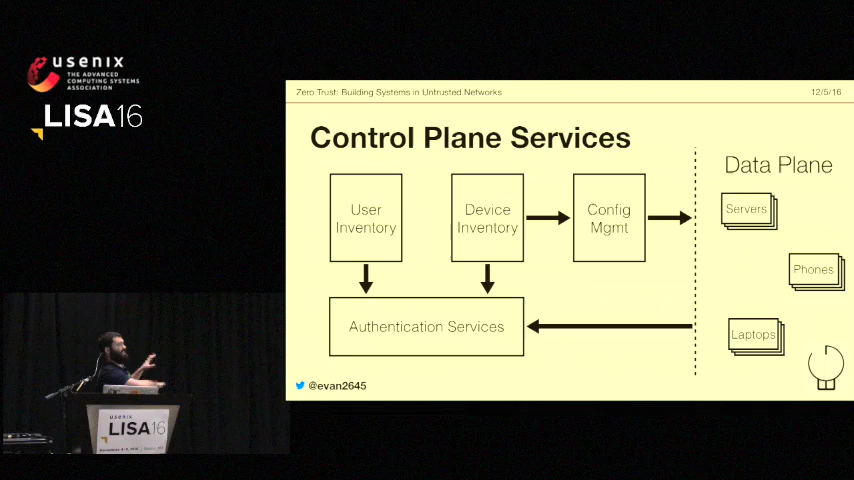 usenix
THE ADVANCED
COMPUTING SYSTEMS
ASSOCIATION
LISA16
Zero Trust: Building Systems in Untrusted Networks
12/5/16
Control Plane Services
Data Plane
User
Inventory
Device
Inventory
Config
Mgmt
Servers
Phones
Authentication Services
Laptops
@evan2645
usenix
LISA16